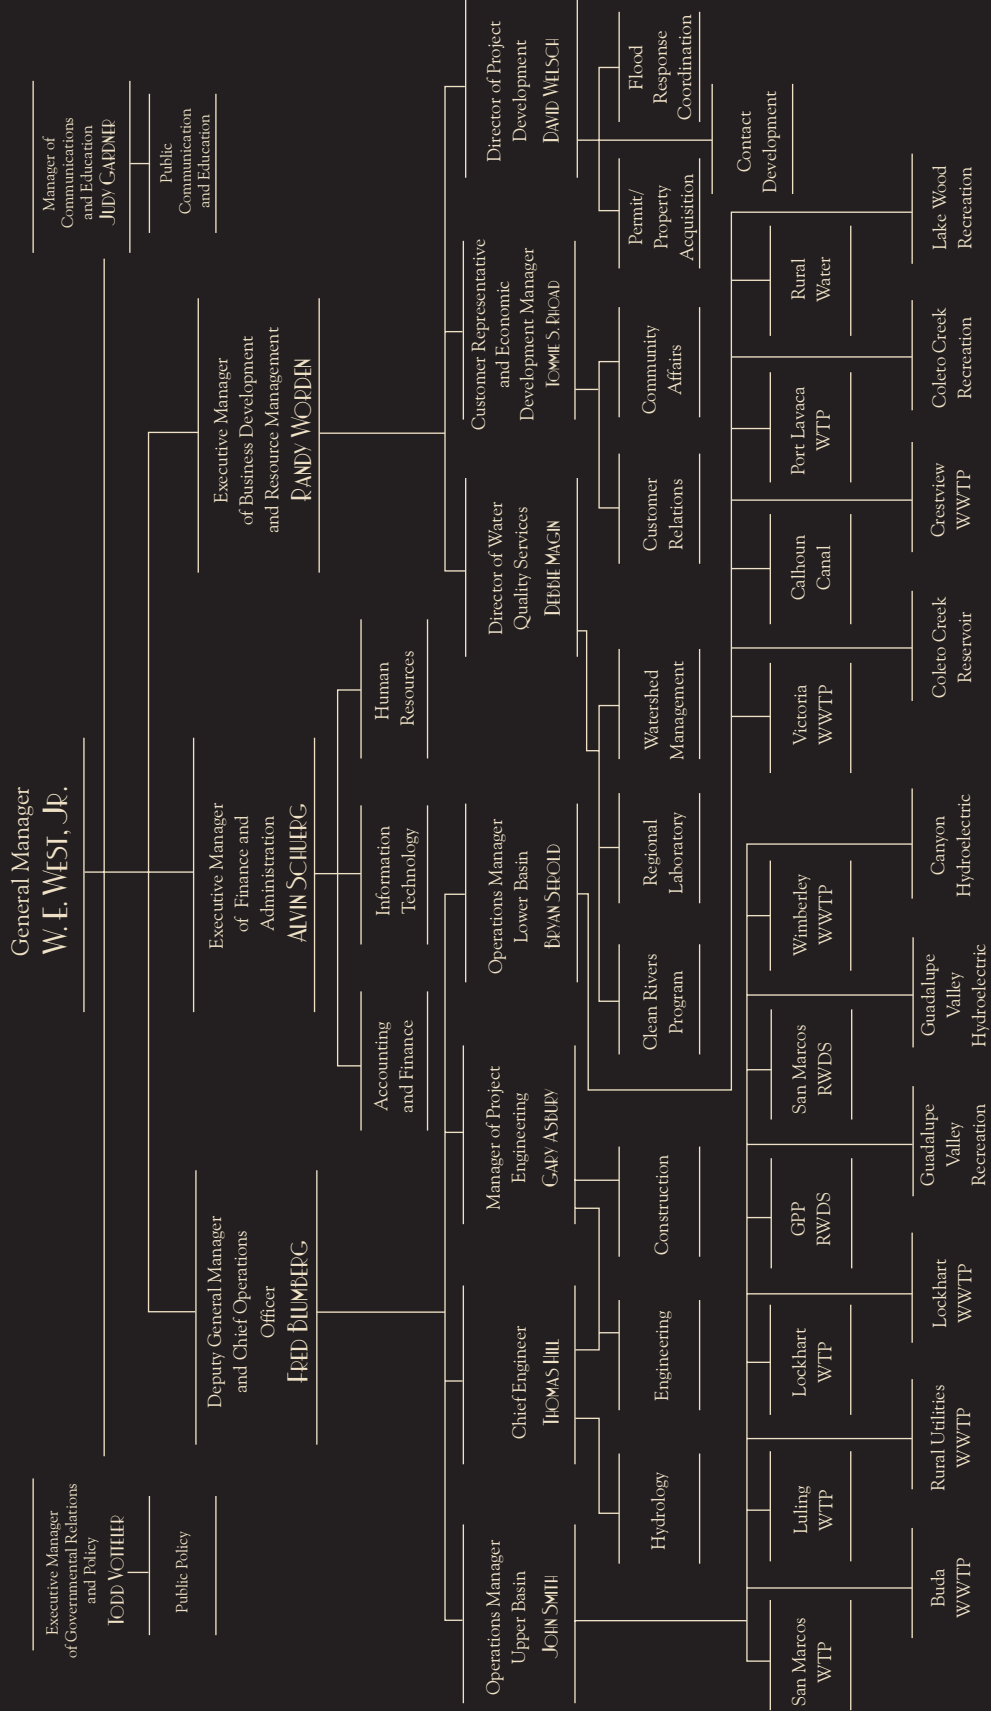 General Manager
W. E. WEST, JR.
Executive Manager
of Governmental Relations
and Policy
TODD VOTTELER
Public Policy
Manager of
Communications
and Education
JUDY GARDNER
Public
Communication
and Education
Deputy General Manager
and Chief Operations
Officer
FRED BLUMBERG
Executive Manager
of Finance and
Administration
ALVIN SCHUERG
Executive Manager
of Business Development
and Resource Management
RANDY WORDEN
Accounting
and Finance
Information
Technology
Human
Resources
Operations Manager
Upper Basin
JOHN SMITH
Chief Engineer
THOMAS HILL
Manager of Project
Engineering
GARY ASBURY
Operations Manager
Lower Basin
BRYAN SEROLD
Director of Water
Quality Services
DEBBIE MAGIN
Customer Representative
and Economic
Development Manager
TOMMIE S. RHOAD
Director of Project
Development
DAVID WELSCH
Hydrology
Engineering
Construction
Clean Rivers
Program
Regional
Laboratory
Watershed
Management
Customer
Relations
Community
Affairs
Permit/
Property
Acquisition
Flood
Response
Coordination
Contact
Development
San Marcos
WTP
Luling
WTP
Lockhart
WTP
GPP
RWDS
San Marcos
RWDS
Wimberley
WWTP
Victoria
WWTP
Calhoun
Canal
Port Lavaca
WTP
Rural
Water
Buda
WWTP
Rural Utilities
WWTP
Lockhart
WWTP
Guadalupe
Valley
Recreation
Guadalupe
Valley
Hydroelectric
Canyon
Hydroelectric
Coleto Creek
Reservoir
Crestview
WWTP
Coleto Creek
Recreation
Lake Wood
Recreation